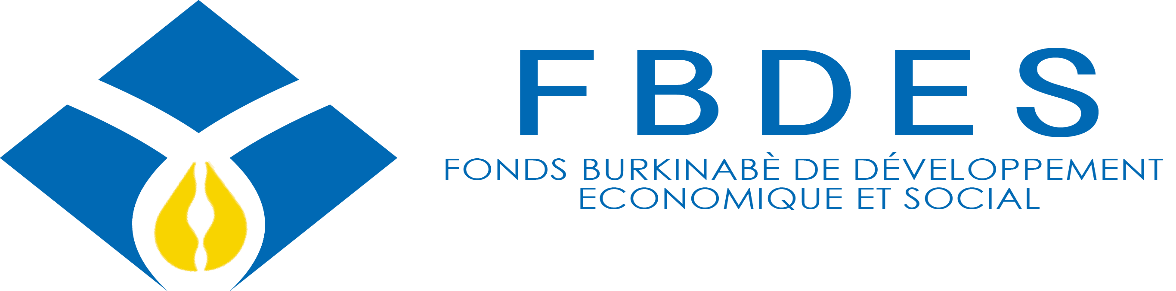 FBDES
FONDS BURKINABÈ DE DÉVELOPPEMENT
ECONOMIQUE ET SOCIAL